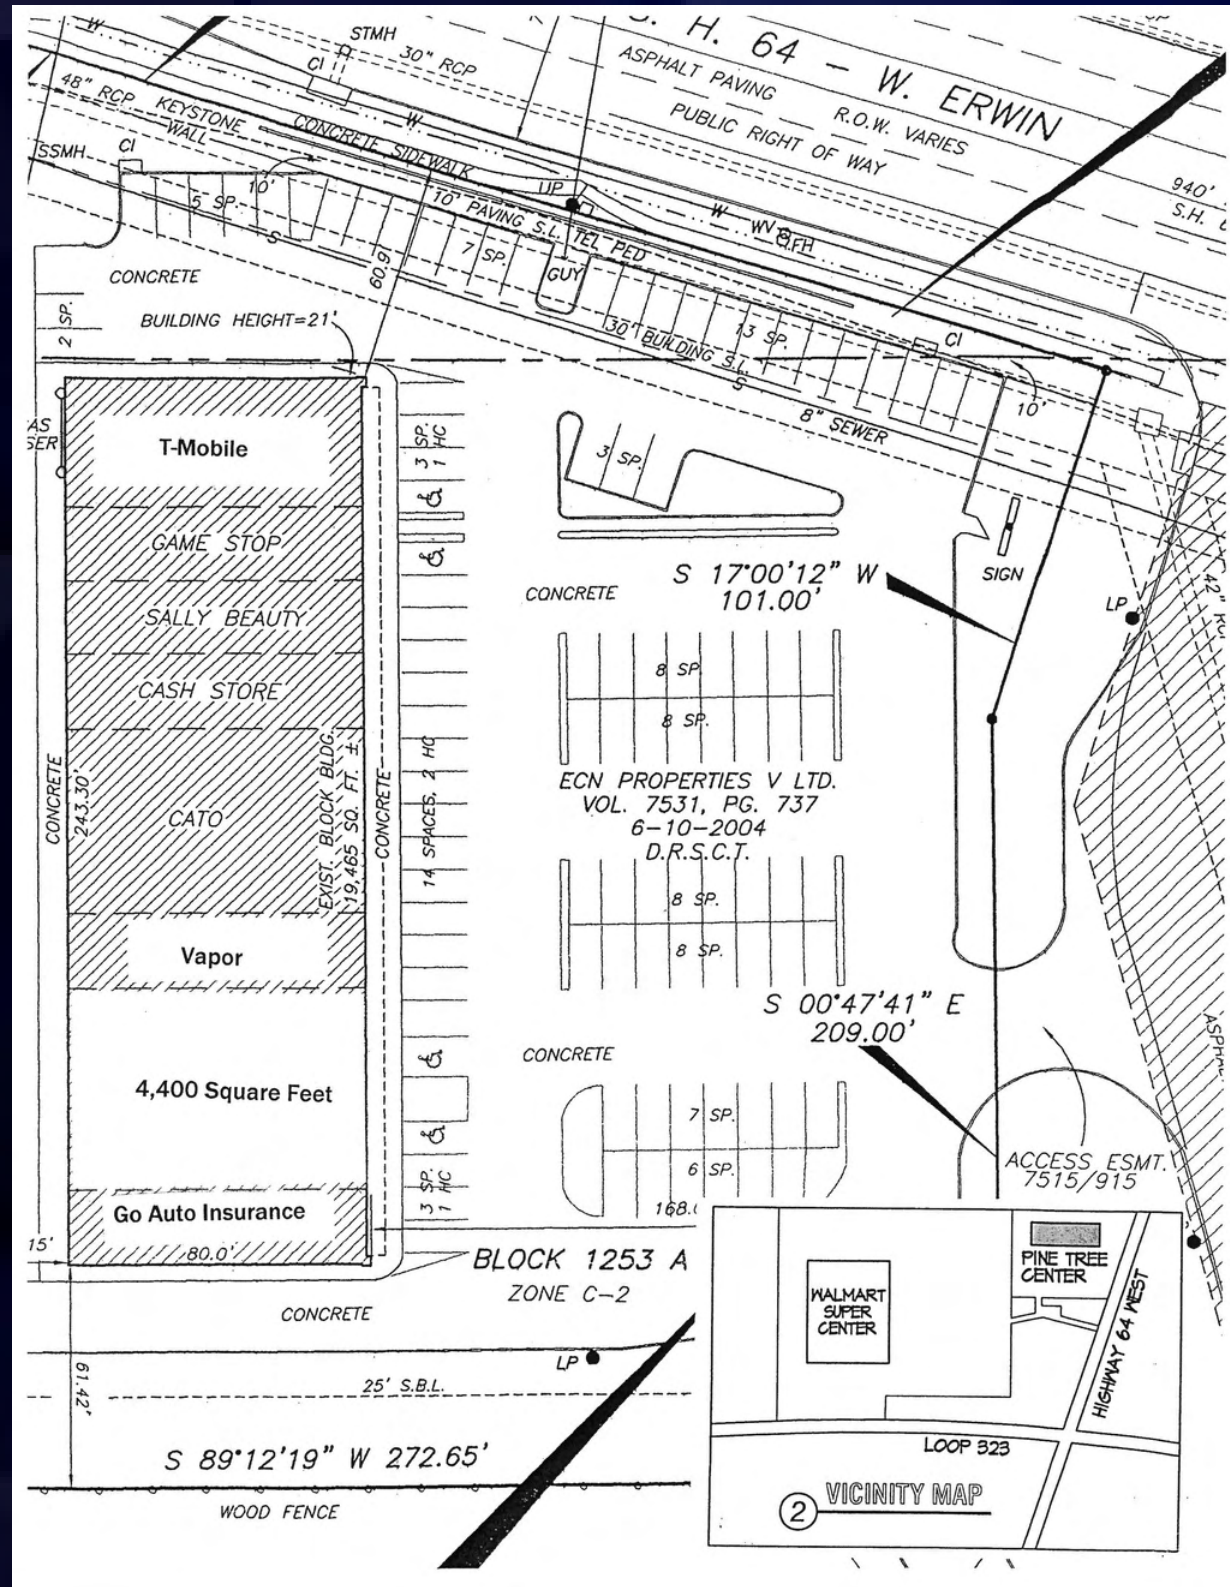 S. H. 64 - W. ERWIN
ASPHALT PAVING
R.O.W. VARIES
PUBLIC RIGHT OF WAY
940'
STMH
30" RCP
CI
W
48" RCP
KEYSTONE
WALL
CONCRETE SIDEWALK
W
CI
SSMH
10'
UP
10' PAVING S.L.
TEL PED
W
WV
FH
5 SP.
S
7 SP.
GUY
60.9'
CONCRETE
2 SP.
BUILDING HEIGHT=21'
30' BUILDING S.L.
13 SP.
CI
S
8" SEWER
10'
T-Mobile
3 SP.
1 HC
3 SP.
GAME STOP
SIGN
S 17°00'12" W
101.00'
CONCRETE
LP
42"
SALLY BEAUTY
CASH STORE
8 SP.
8 SP.
CONCRETE
243.30'
CATO
EXIST. BLOCK BLDG.
19,465 SQ. FT. ±
CONCRETE
14 SPACES, 2 HC
ECN PROPERTIES V LTD.
VOL. 7531, PG. 737
6-10-2004
D.R.S.C.T.
8 SP.
8 SP.
Vapor
S 00°47'41" E
209.00'
CONCRETE
4,400 Square Feet
7 SP.
6 SP.
3 SP.
1 HC
ACCESS ESMT.
7515/915
Go Auto Insurance
15'
80.0'
BLOCK 1253 A
ZONE C-2
CONCRETE
LP
61.42'
25' S.B.L.
S 89°12'19" W 272.65'
WOOD FENCE
PINE TREE
CENTER
WALMART
SUPER
CENTER
HIGHWAY 64 WEST
LOOP 323
2
VICINITY MAP